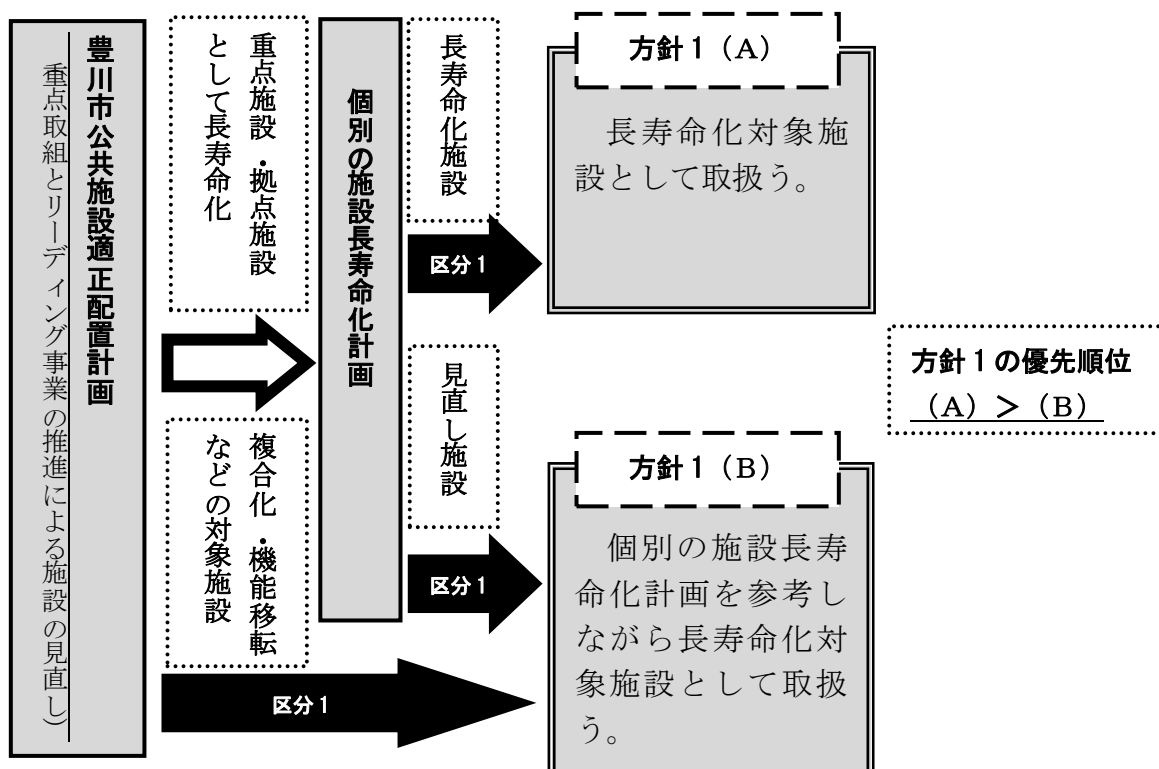 豊川市公共施設適正配置計画
重点取組とリーディング事業の推進による施設の見直し）
重点施設・拠点施設
として長寿命化
複合化・機能移転
などの対象施設
区分1
個別の施設長寿命化計画
長寿命化施設
区分1
見直し施設
区分1
方針1（A）
長寿命化対象施
設として取扱う。
方針1（B）
個別の施設長寿
命化計画を参考し
ながら長寿命化対
象施設として取扱
う。
方針1の優先順位
（A）＞（B）